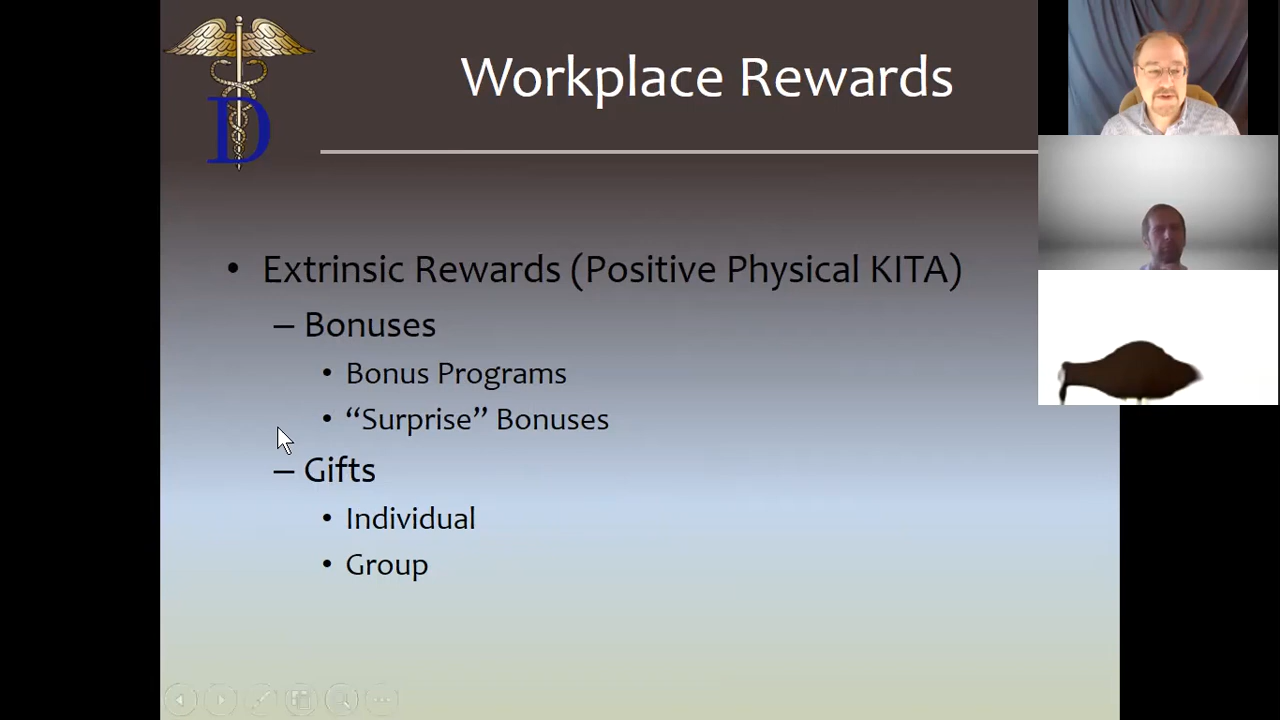 D
Workplace Rewards
• Extrinsic Rewards (Positive Physical KITA)
– Bonuses
• Bonus Programs
• “Surprise” Bonuses
– Gifts
• Individual
• Group